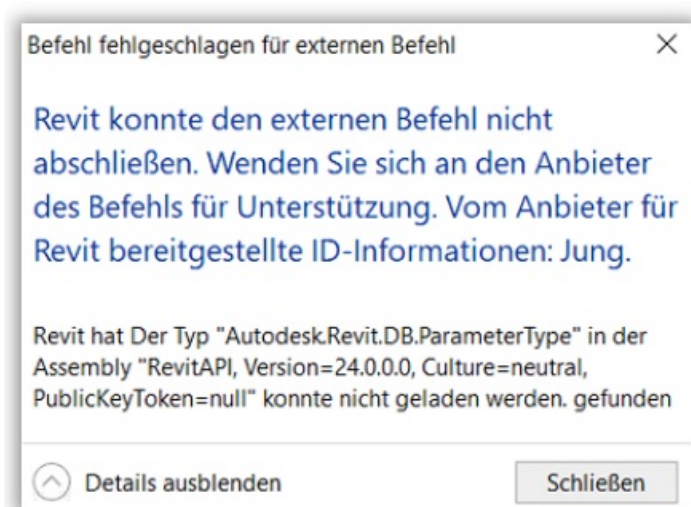 Befehl fehlgeschlagen für externen Befehl
Revit konnte den externen Befehl nicht
abschließen. Wenden Sie sich an den Anbieter
des Befehls für Unterstützung. Vom Anbieter für
Revit bereitgestellte ID-Informationen: Jung.
Revit hat Der Typ "Autodesk.Revit.DB.ParameterType" in der
Assembly "RevitAPI, Version=24.0.0.0, Culture=neutral,
PublicKeyToken=null" konnte nicht geladen werden. gefunden
Details ausblenden
Schließen